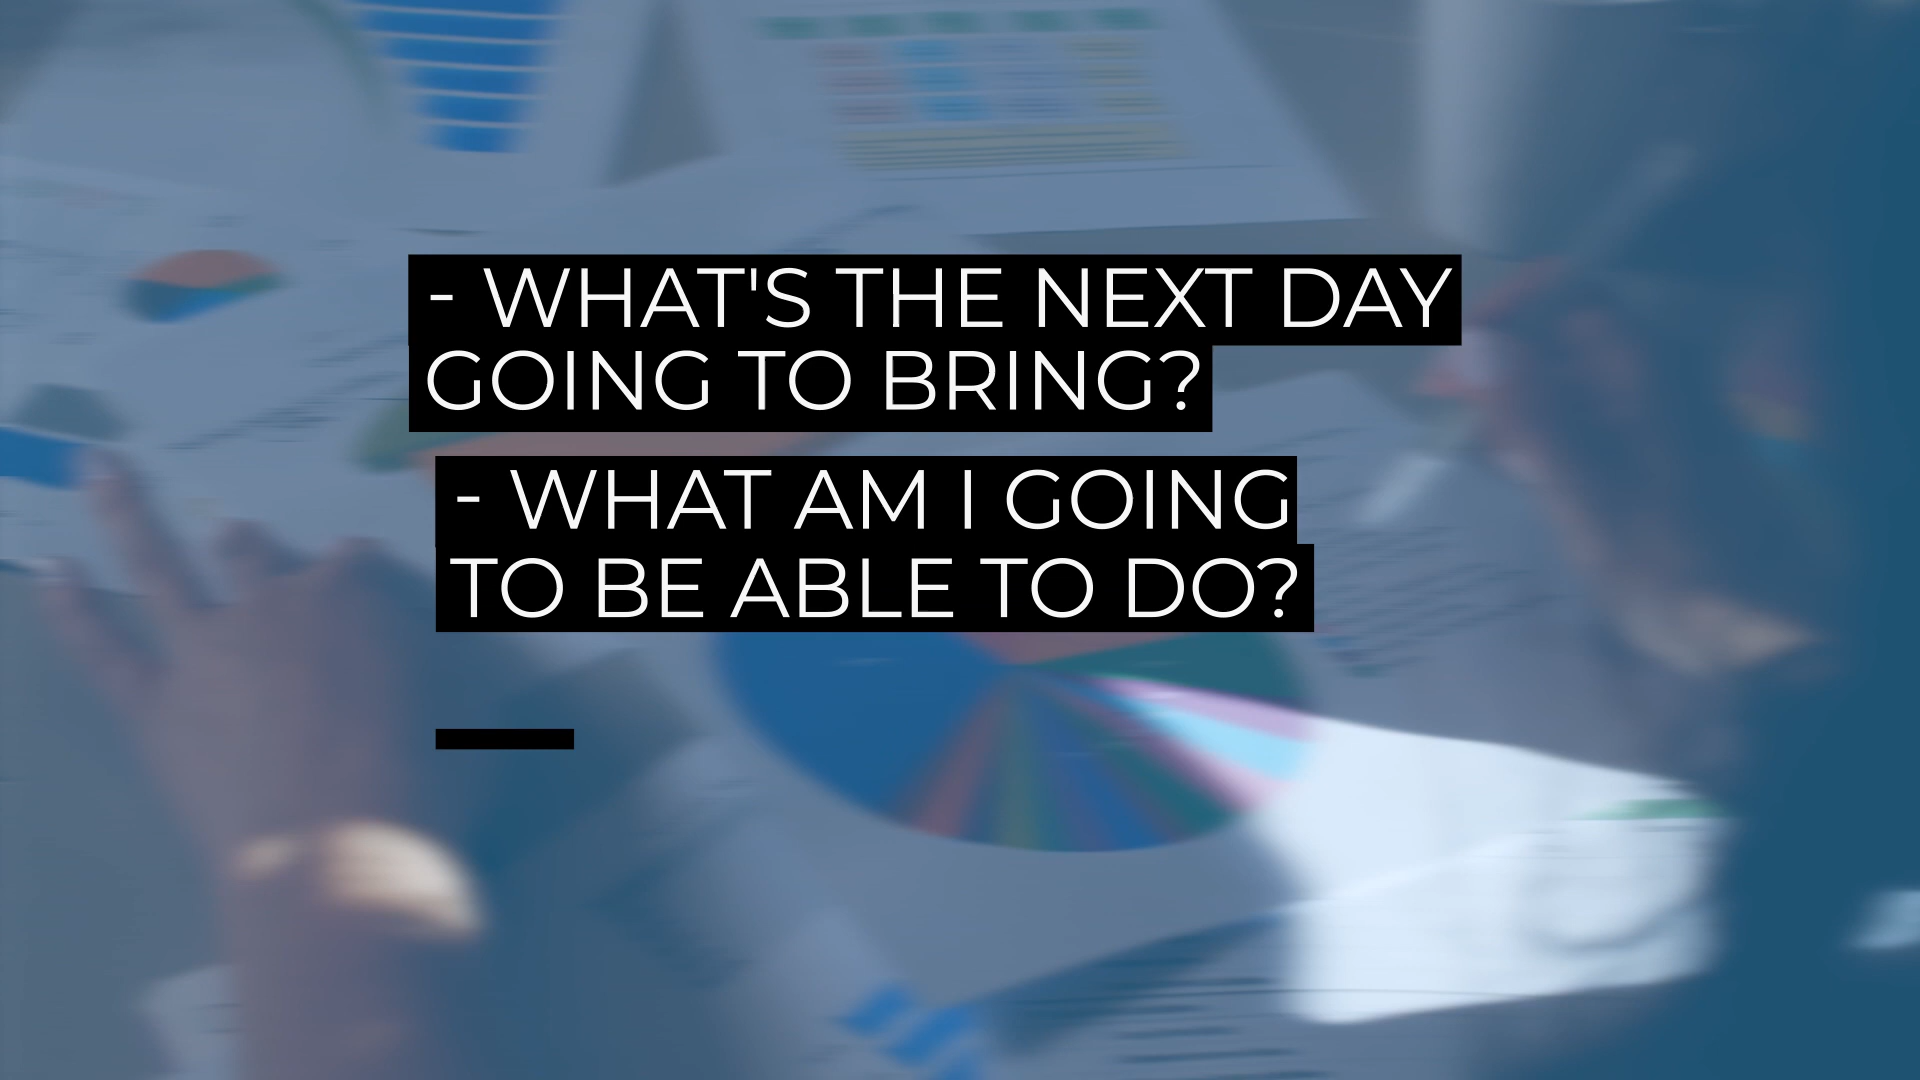 - WHAT'S THE NEXT DAY
GOING TO BRING?
- WHAT AM I GOING
TO BE ABLE TO DO?